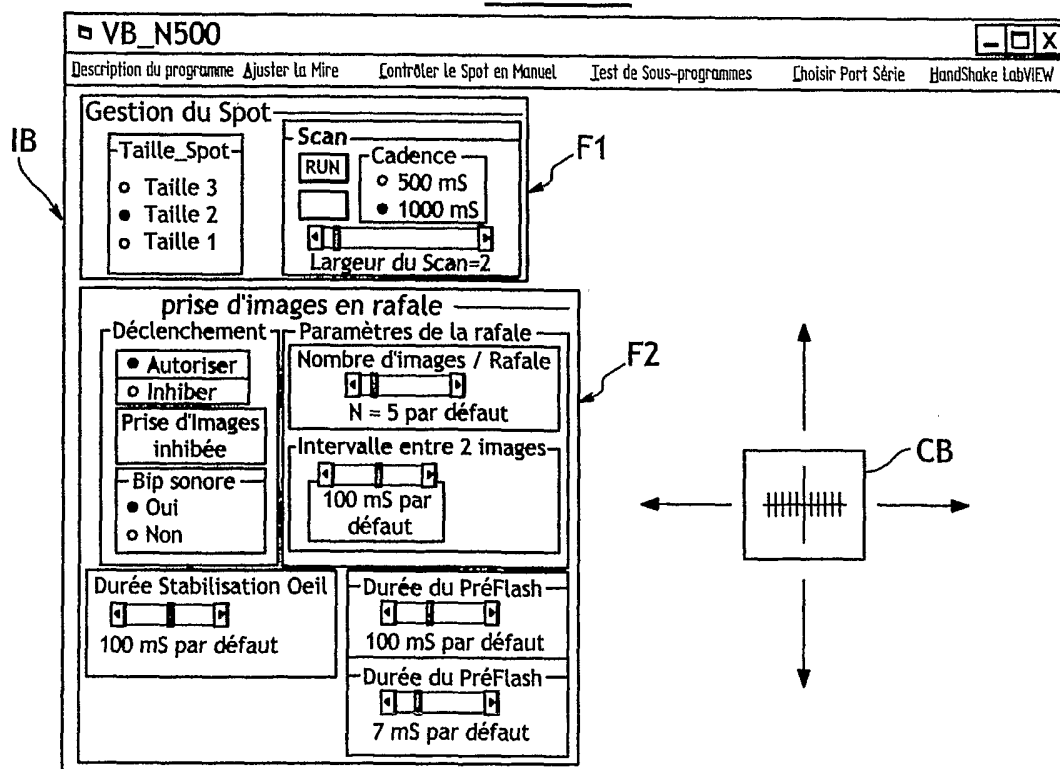 VB_N500
Description du programme Ajuster la Mire Contrôler le Spot en Manuel Test de Sous-programmes Choisir Port Série HandShake LabVIEW
IB
Gestion du Spot
Taille_Spot
Taille 3
Taille 2
Taille 1
Scan
RUN
Cadence
500 mS
1000 mS
Largeur du Scan=2
F1
prise d'images en rafale
Déclenchement
Autoriser
Inhiber
Prise d'Images
inhibée
Bip sonore
Oui
Non
Paramètres de la rafale
Nombre d'images / Rafale
N = 5 par défaut
Intervalle entre 2 images
100 mS par
défaut
F2
Durée Stabilisation Oeil
100 mS par défaut
Durée du PréFlash
100 mS par défaut
Durée du PréFlash
7 mS par défaut
CB